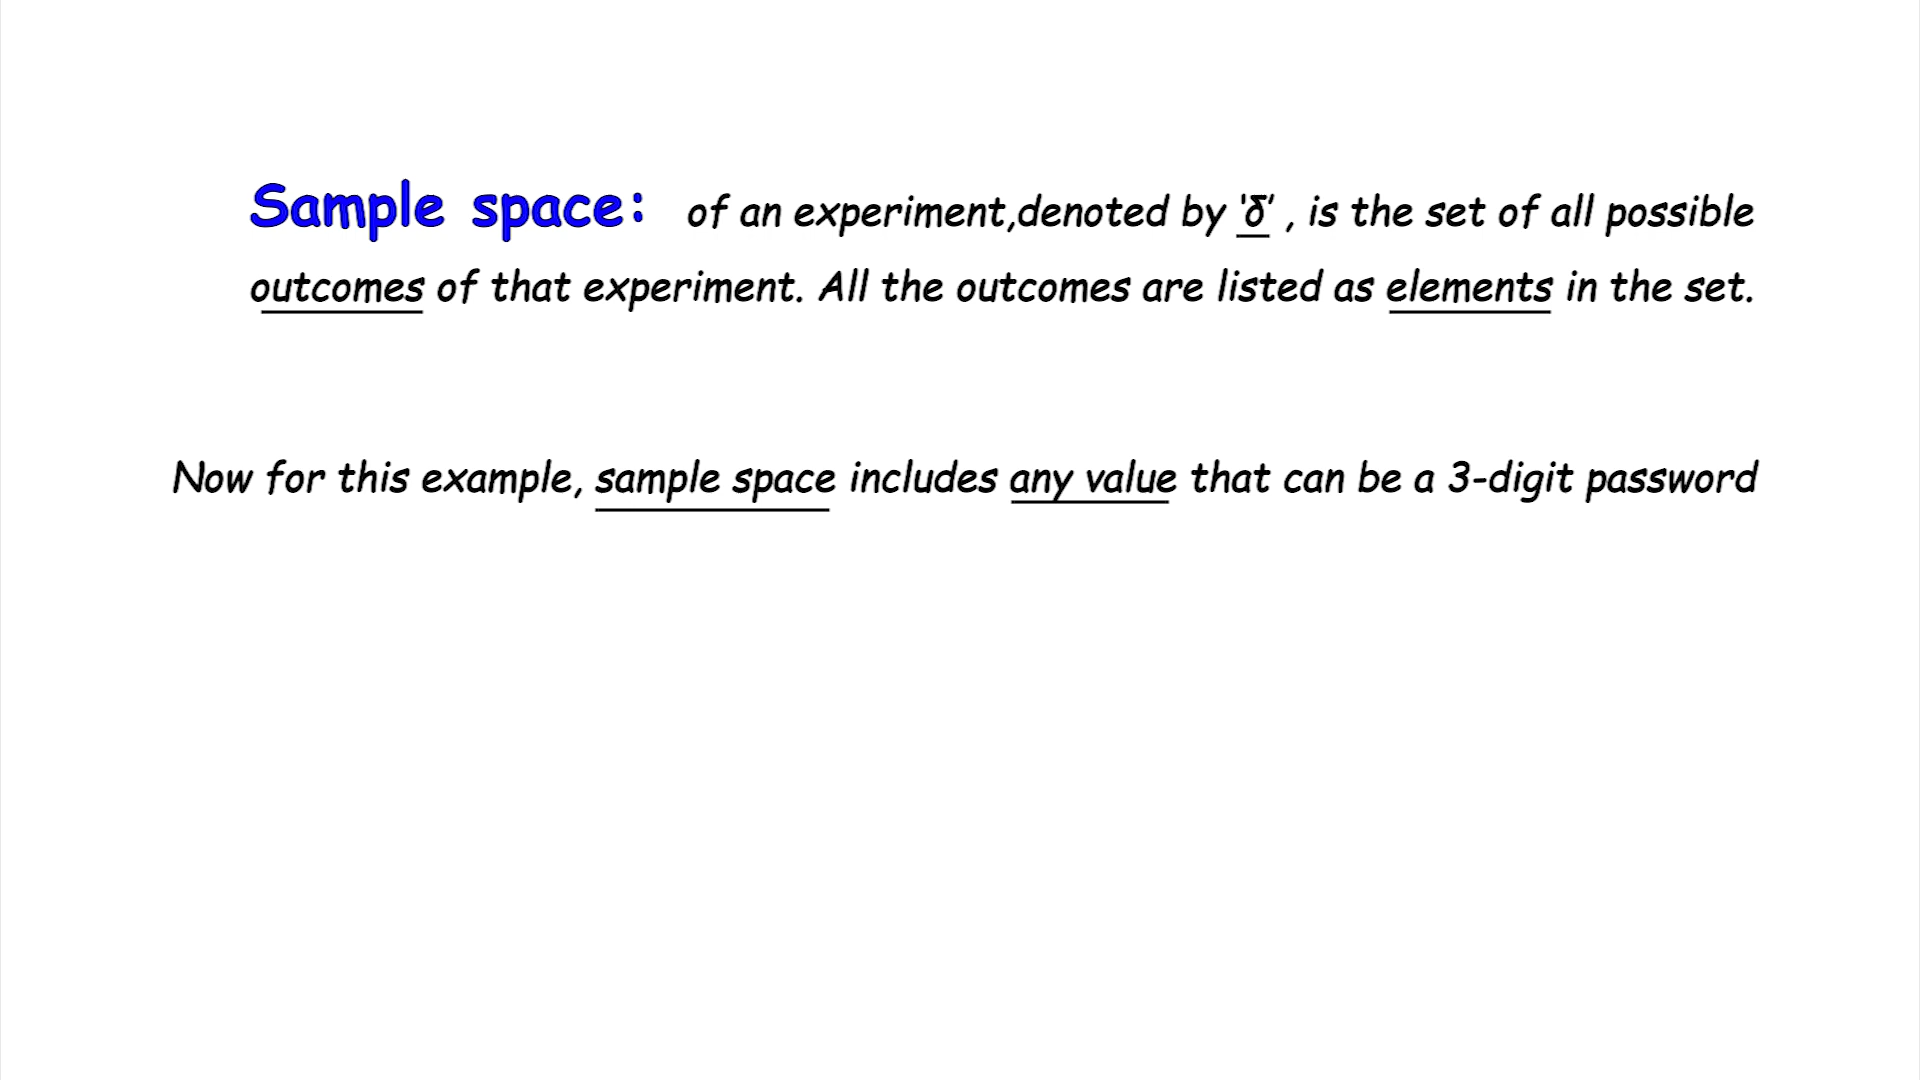 Sample space: of an experiment,denoted by 'δ' , is the set of all possible
outcomes of that experiment. All the outcomes are listed as elements in the set.
Now for this example, sample space includes any value that can be a 3-digit password